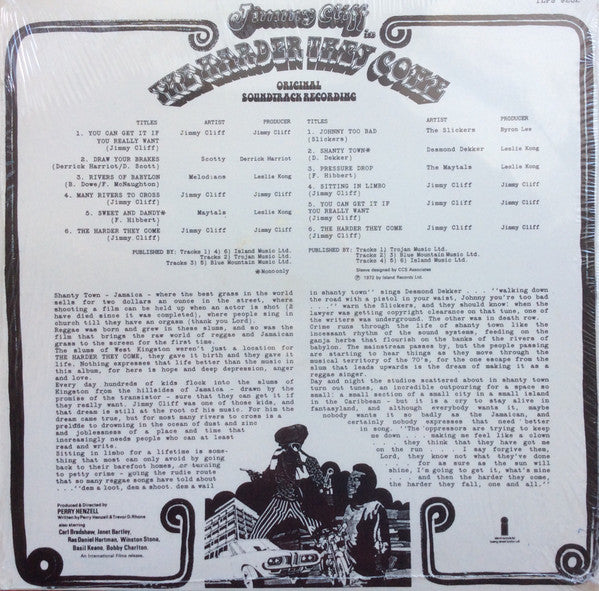 Jimmy Cliff
in
THE HARDER THEY COME
ORIGINAL
SOUNDTRACK RECORDING
TITLES ARTIST PRODUCER
1. YOU CAN GET IT IF Jimmy Cliff Jimmy Cliff
YOU REALLY WANT
(Jimmy Cliff)
2. DRAW YOUR BRAKES Scotty Derrick Harriot
(Derrick Harriot/D. Scott)
3. RIVERS OF BABYLON Melodians Leslie Kong
(B. Dowe/F. McNaughton)
4. MANY RIVERS TO CROSS Jimmy Cliff Jimmy Cliff
(Jimmy Cliff)
5. SWEET AND DANDY* Maytals Leslie Kong
(F. Hibbert)
6. THE HARDER THEY COME Jimmy Cliff Jimmy Cliff
(Jimmy Cliff)
PUBLISHED BY: Tracks 1) 4) 6) Island Music Ltd.
Tracks 2) Trojan Music Ltd.
Tracks 3) 5) Blue Mountain Music Ltd.
Mono only
TITLES ARTIST PRODUCER
1. JOHNNY TOO BAD The Slickers Byron Lee
(Slickers)
2. SHANTY TOWN* Desmond Dekker Leslie Kong
(D. Dekker)
3. PRESSURE DROP The Maytals Leslie Kong
(F. Hibbert)
4. SITTING IN LIMBO Jimmy Cliff Jimmy Cliff
(Jimmy Cliff)
5. YOU CAN GET IT IF Jimmy Cliff Jimmy Cliff
YOU REALLY WANT
(Jimmy Cliff)
6. THE HARDER THEY COME Jimmy Cliff Jimmy Cliff
(Jimmy Cliff)
PUBLISHED BY: Tracks 1) Trojan Music Ltd.
Tracks 2) 3) Blue Mountain Music Ltd.
Tracks 4) 5) 6) Island Music Ltd.
Sleeve designed by CCS Associates
℗ 1972 by Island Records Ltd.
Shanty Town - Jamaica - where the best grass in the world
sells for two dollars an ounce in the street, where
shooting a film can be held up when an actor is shot (2
have died since it was completed), where people sing in
church till they have an orgasm (thank you Lord).
Reggae was born and grew in these slums, and so was the
film that brings the raw world of reggae and Jamaican
grass to the screen for the first time.
The slums of West Kingston weren't just a location for
THE HARDER THEY COME, they gave it birth and they gave it
life. Nothing expresses that life better than the music in
this album, for here is hope and deep depression, anger
and love.
Every day hundreds of kids flock into the slums of
Kingston from the hillsides of Jamaica - drawn by the
promise of the transistor - sure that they can get it if
they really want. Jimmy Cliff was one of those kids, and
that dream is still at the root of his music. For him the
dream came true, but for most many rivers to cross is a
prelude to drowning in the ocean of dust and zinc
and joblessness of a place and time that
increasingly needs people who can at least
read and write.
Sitting in limbo for a lifetime is some-
thing that most can only avoid by going
back to their barefoot homes, or turning
to petty crime - going the rudie route
that so many reggae songs have told about
..."dem a loot, dem a shoot. dem a wail
in shanty town" sings Desmond Dekker ... "walking down
the road with a pistol in your waist, Johnny you're too bad
.." warn the Slickers, and they should know. when the
lawyer was getting copyright clearance on that tune, one of
the writers was underground. The other was in death row.
Crime runs through the life of shanty town like the
incessant rhythm of the sound systems, feeding on the
ganja herbs that flourish on the banks of the rivers of
babylon. The mainstream passes by, but the people passing
are starting to hear things as they move through the
musical territory of the 70's, for the one escape from the
slum that leads upwards is the dream of making it as a
reggae singer.
Day and night the studios scattered about in shanty town
turn out tunes, an incredible outpouring for a space so
small: a small section of a small city in a small island
in the Caribbean - but it is a cry to stay alive in
fantasyland, and although everybody wants it, maybe
nobody wants it so badly as the Jamaican, and
certainly nobody expresses that need better
in song. 'The oppressors are trying to keep
me down ... making me feel like a clown
... they think that they have got me
on the run ... I say forgive them,
Lord, they know not what they've done
... for as sure as the sun will
shine, I'm going to get it, what's mine
... and then the harder they come,
the harder they fall, one and all.'
Produced & Directed by
PERRY HENZELL
Written by Perry Henzell & Trevor D. Rhone
also starring
Carl Bradshaw, Janet Bartley,
Ras Daniel Hartman, Winston Stona,
Basil Keane, Bobby Charlton.
An International Films release.